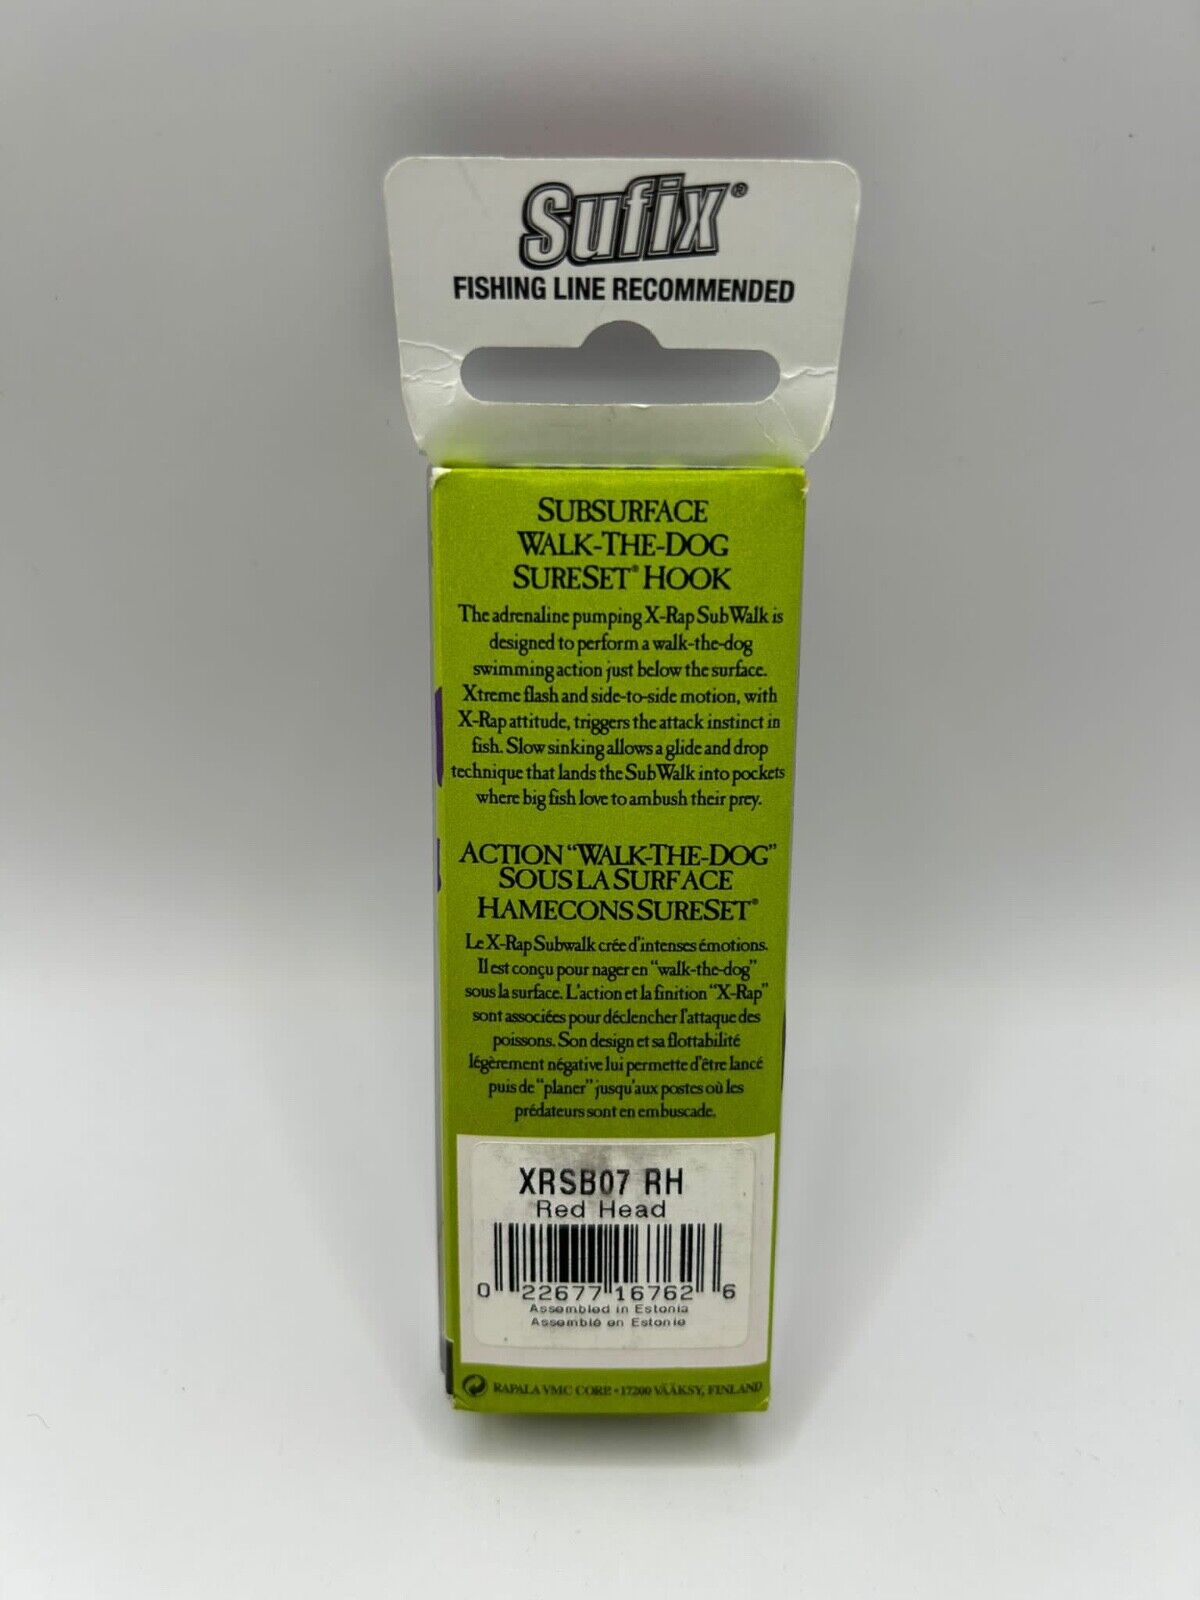 Sufix®
FISHING LINE RECOMMENDED
SUBSURFACE
WALK-THE-DOG
SURESET® HOOK
The adrenaline pumping X-Rap SubWalk is
designed to perform a walk-the-dog
swimming action just below the surface.
Xtreme flash and side-to-side motion, with
X-Rap attitude, triggers the attack instinct in
fish. Slow sinking allows a glide and drop
technique that lands the SubWalk into pockets
where big fish love to ambush their prey.
ACTION "WALK-THE-DOG"
SOUS LA SURFACE
HAMECONS SURESET®
Le X-Rap Subwalk crée d'intenses émotions.
Il est conçu pour nager en "walk-the-dog"
sous la surface. L'action et la finition "X-Rap"
sont associées pour déclencher l'attaque des
poissons. Son design et sa flottabilité
légèrement négative lui permette d'être lancé
puis de "planer" jusqu'aux postes où les
prédateurs sont en embuscade.
XRSB07 RH
Red Head
0 22677 16762 6
Assembled in Estonia
Assemblé en Estonie
RAPALA VMC CORP. • 17200 VÄÄKSY, FINLAND